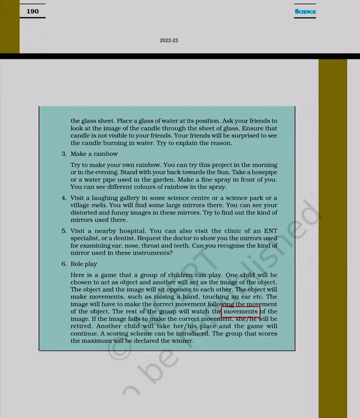 190
SCIENCE
2022-23
the glass sheet. Place a glass of water at its position. Ask your friends to
look at the image of the candle through the sheet of glass. Ensure that
candle is not visible to your friends. Your friends will be surprised to see
the candle burning in water. Try to explain the reason.
3. Make a rainbow
Try to make your own rainbow. You can try this project in the morning
or in the evening. Stand with your back towards the Sun. Take a hosepipe
or a water pipe used in the garden. Make a fine spray in front of you.
You can see different colours of rainbow in the spray.
4. Visit a laughing gallery in some science centre or a science park or a
village mela. You will find some large mirrors there. You can see your
distorted and funny images in these mirrors. Try to find out the kind of
mirrors used there.
5. Visit a nearby hospital. You can also visit the clinic of an ENT
specialist, or a dentist. Request the doctor to show you the mirrors used
for examining ear, nose, throat and teeth. Can you recognise the kind of
mirror used in these instruments?
6. Role play
Here is a game that a group of children can play. One child will be
chosen to act as object and another will act as the image of the object.
The object and the image will sit opposite to each other. The object will
make movements, such as raising a hand, touching an ear etc. The
image will have to make the correct movement following the movement
of the object. The rest of the group will watch the movements of the
image. If the image fails to make the correct movement, she/he will be
retired. Another child will take her/his place and the game will
continue. A scoring scheme can be introduced. The group that scores
the maximum will be declared the winner.